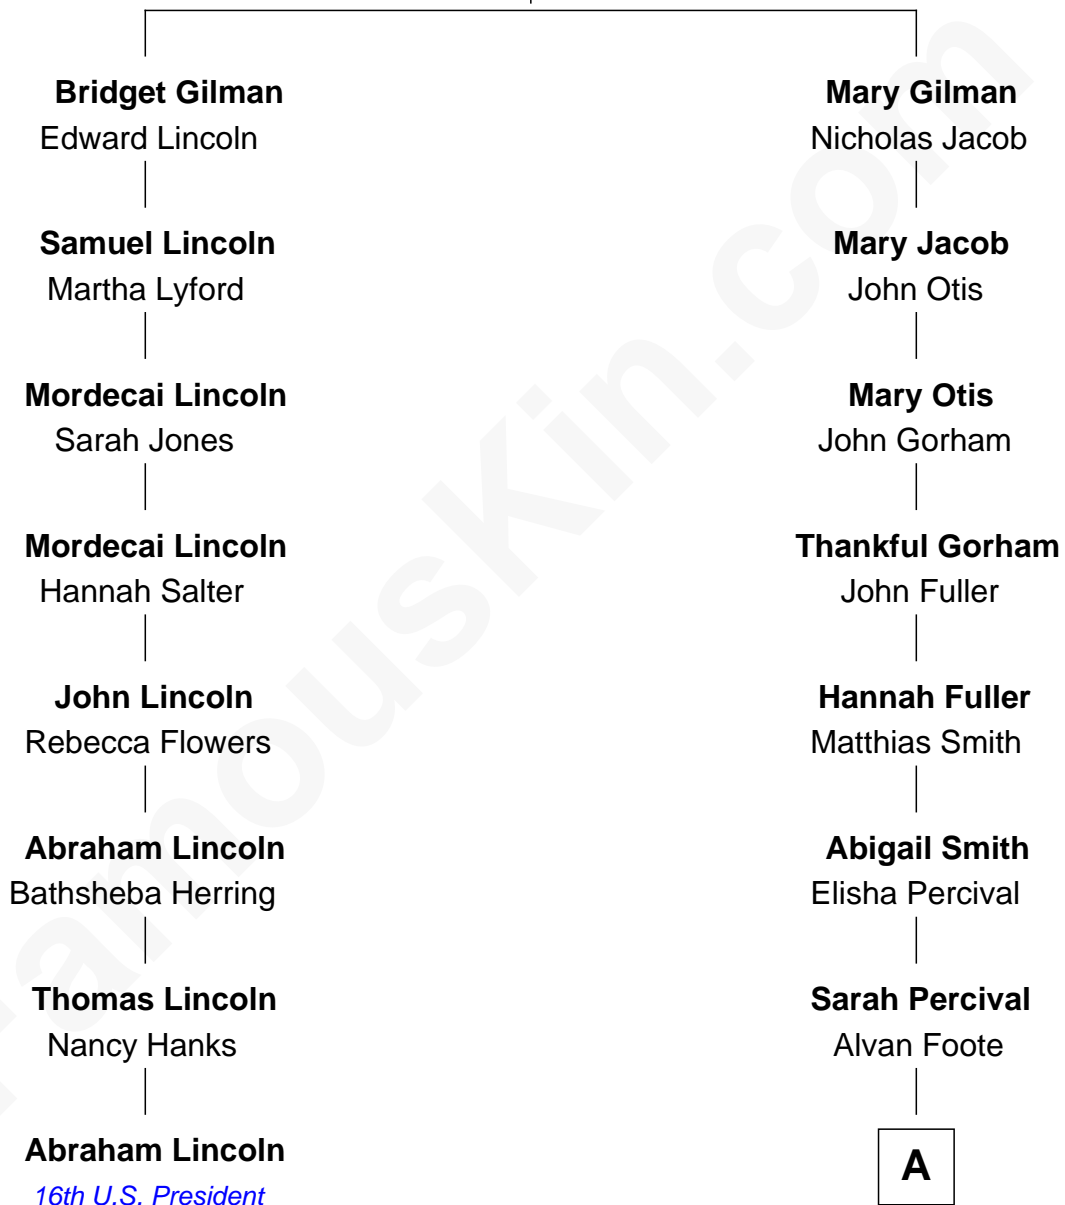 Bridget Gilman
Edward Lincoln
Samuel Lincoln
Martha Lyford
Mordecai Lincoln
Sarah Jones
Mordecai Lincoln
Hannah Salter
John Lincoln
Rebecca Flowers
Abraham Lincoln
Bathsheba Herring
Thomas Lincoln
Nancy Hanks
Abraham Lincoln
16th U.S. President
Mary Gilman
Nicholas Jacob
Mary Jacob
John Otis
Mary Otis
John Gorham
Thankful Gorham
John Fuller
Hannah Fuller
Matthias Smith
Abigail Smith
Elisha Percival
Sarah Percival
Alvan Foote
A
FamousKin.com